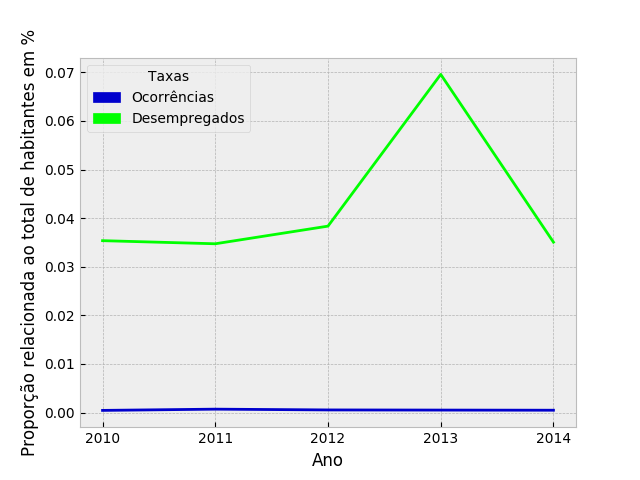 Proporção relacionada ao total de habitantes em %
0.07
0.06
0.05
0.04
0.03
0.02
0.01
0.00
Taxas
Ocorrências
Desempregados
2010
2011
2012
2013
2014
Ano